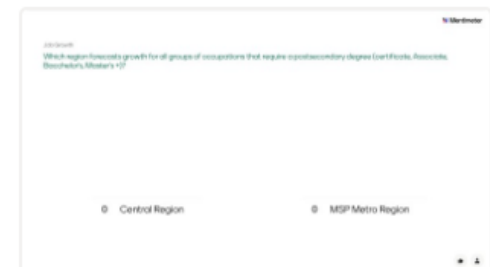 Mentimeter
Job Growth
Which region forecasts growth for all groups of occupations that require a postsecondary degree (certificate, Associate,
Bacchelor's, Master's +)?
0 Central Region
0 MSP Metro Region